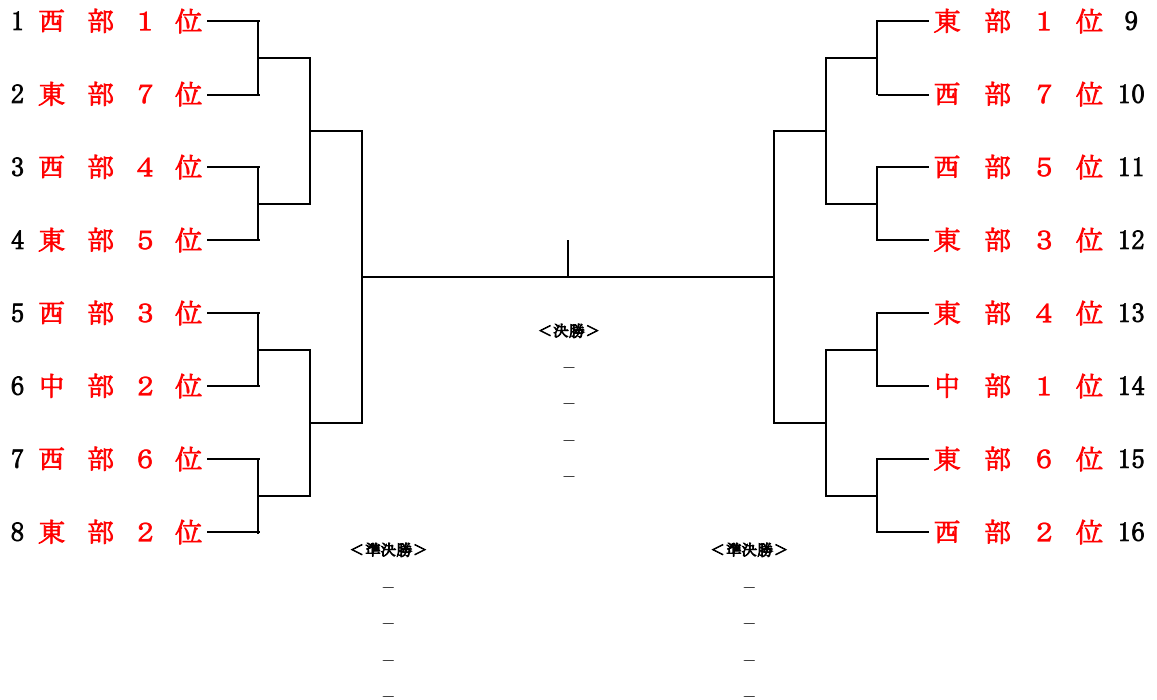 1 西部１位
2 東部７位
3 西部４位
4 東部５位
5 西部３位
6 中部２位
7 西部６位
8 東部２位
東部１位 9
西部７位 10
西部５位 11
東部３位 12
東部４位 13
中部１位 14
東部６位 15
西部２位 16
＜決勝＞
–
–
–
–
＜準決勝＞
–
–
–
–
＜準決勝＞
–
–
–
–